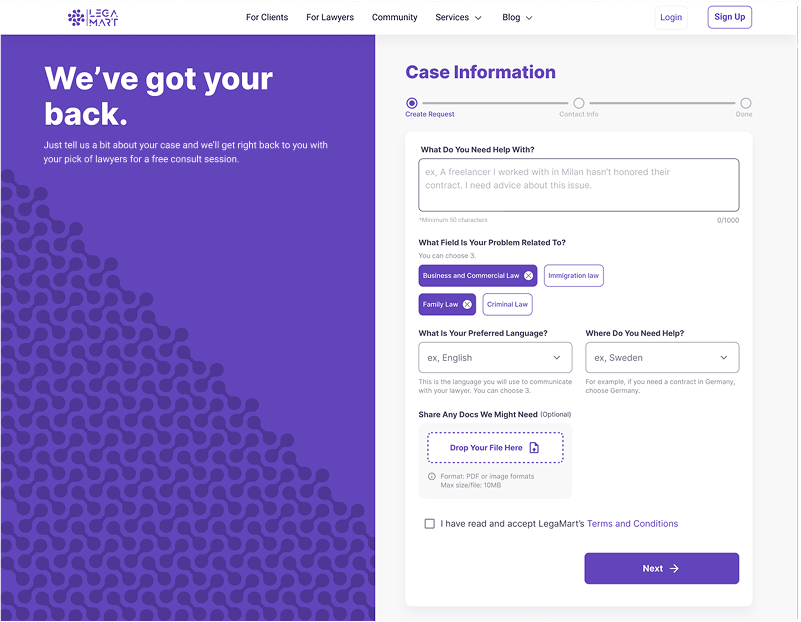 LEGA
MART
For Clients
For Lawyers
Community
Services
Blog
Login
Sign Up
We’ve got your
back.
Just tell us a bit about your case and we’ll get right back to you with
your pick of lawyers for a free consult session.
Case Information
Create Request
Contact Info
Done
What Do You Need Help With?
ex, A freelancer I worked with in Milan hasn’t honored their
contract. I need advice about this issue.
*Minimum 50 characters
0/1000
What Field Is Your Problem Related To?
You can choose 3.
Business and Commercial Law
Immigration law
Family Law
Criminal Law
What Is Your Preferred Language?
ex, English
This is the language you will use to communicate
with your lawyer. You can choose 3.
Where Do You Need Help?
ex, Sweden
For example, if you need a contract in Germany,
choose Germany.
Share Any Docs We Might Need (Optional)
Drop Your File Here
Format: PDF or image formats
Max size/file: 10MB
I have read and accept LegaMart’s Terms and Conditions
Next